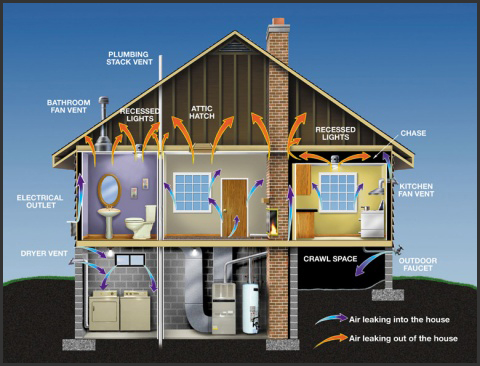 PLUMBING
STACK VENT
BATHROOM
FAN VENT
RECESSED
LIGHTS
ATTIC
HATCH
RECESSED
LIGHTS
CHASE
ELECTRICAL
OUTLET
KITCHEN
FAN VENT
DRYER VENT
CRAWL SPACE
OUTDOOR
FAUCET
Air leaking into the house
Air leaking out of the house